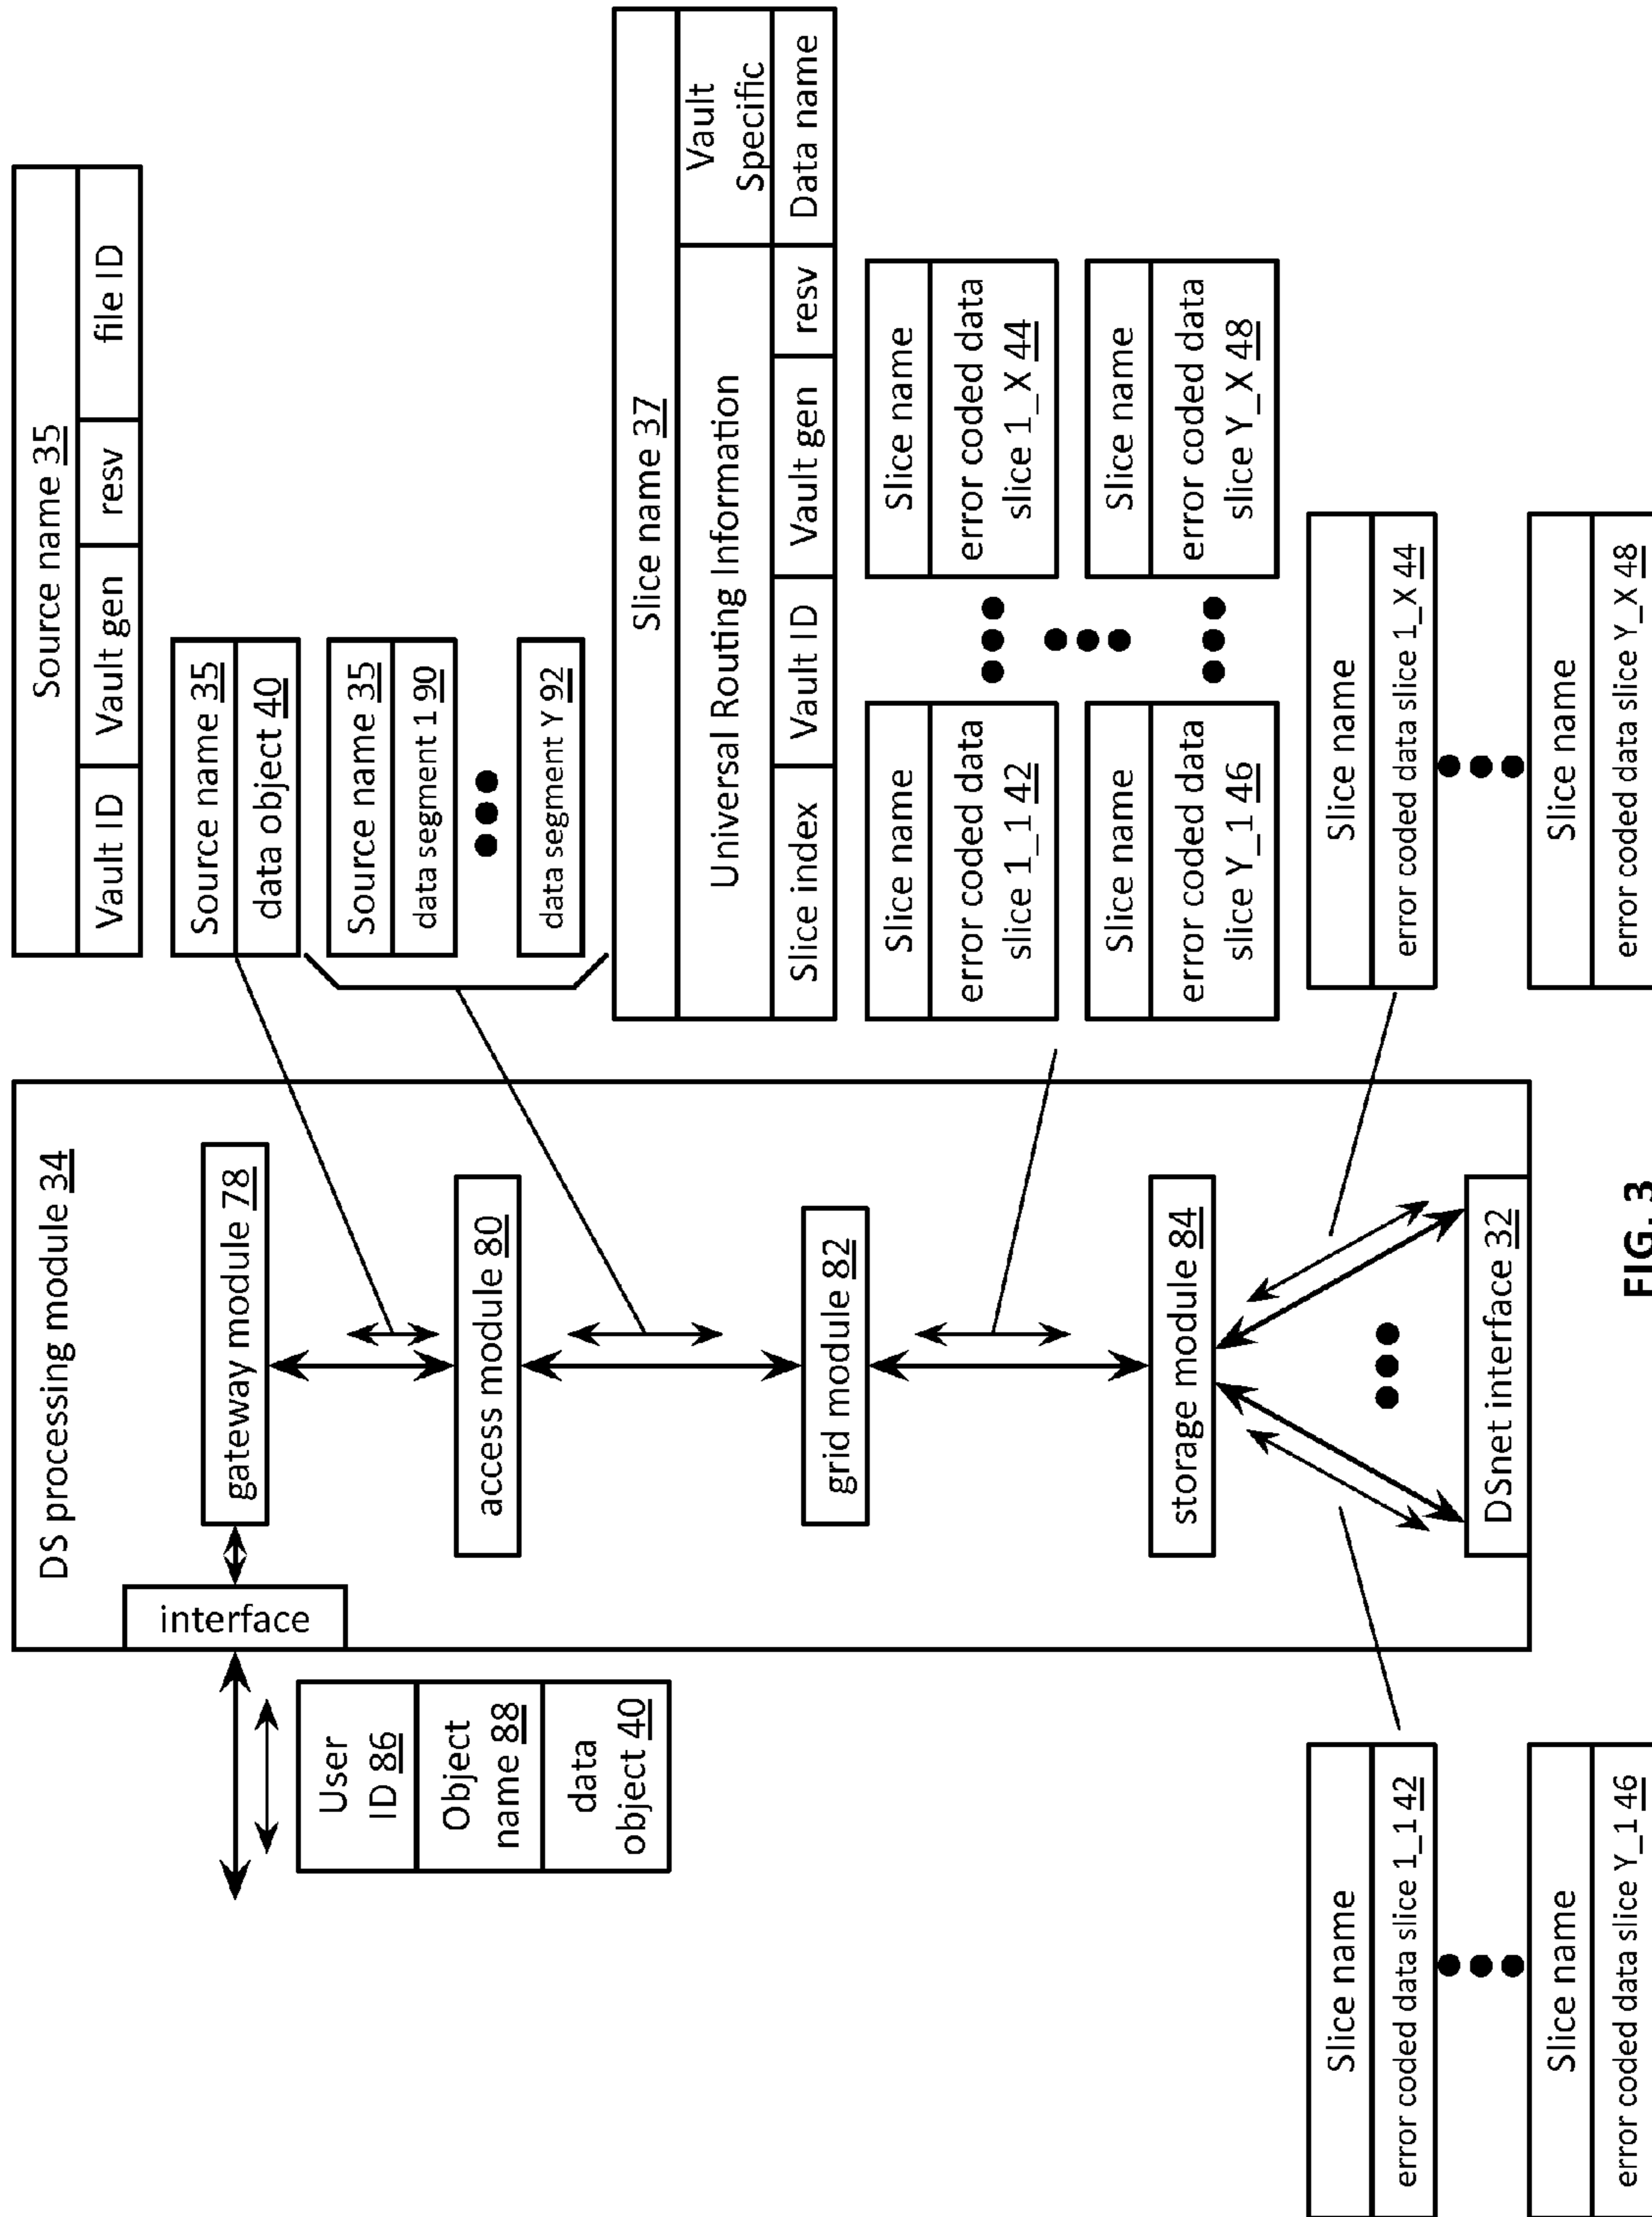 DS processing module 34
interface
gateway module 78
access module 80
grid module 82
storage module 84
DSnet interface 32
User
ID 86
Object
name 88
data
object 40
Source name 35
Vault ID
Vault gen
resv
file ID
Source name 35
data object 40
Source name 35
data segment 1 90
data segment Y 92
Slice name 37
Universal Routing Information
Vault
Specific
Slice index
Vault ID
Vault gen
resv
Data name
Slice name
error coded data
slice 1_1 42
Slice name
error coded data
slice 1_X 44
Slice name
error coded data
slice Y_1 46
Slice name
error coded data
slice Y_X 48
Slice name
error coded data slice 1_1 42
Slice name
error coded data slice Y_1 46
Slice name
error coded data slice 1_X 44
Slice name
error coded data slice Y_X 48
FIG. 3